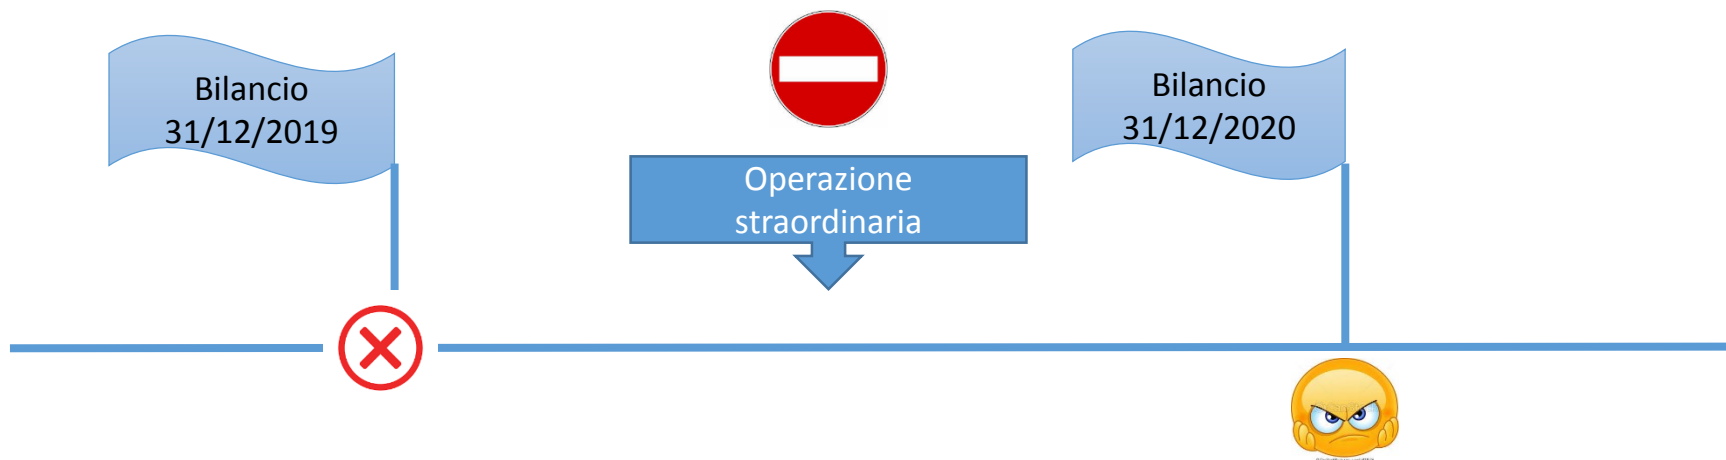 Bilancio
31/12/2019
Operazione
straordinaria
Bilancio
31/12/2020